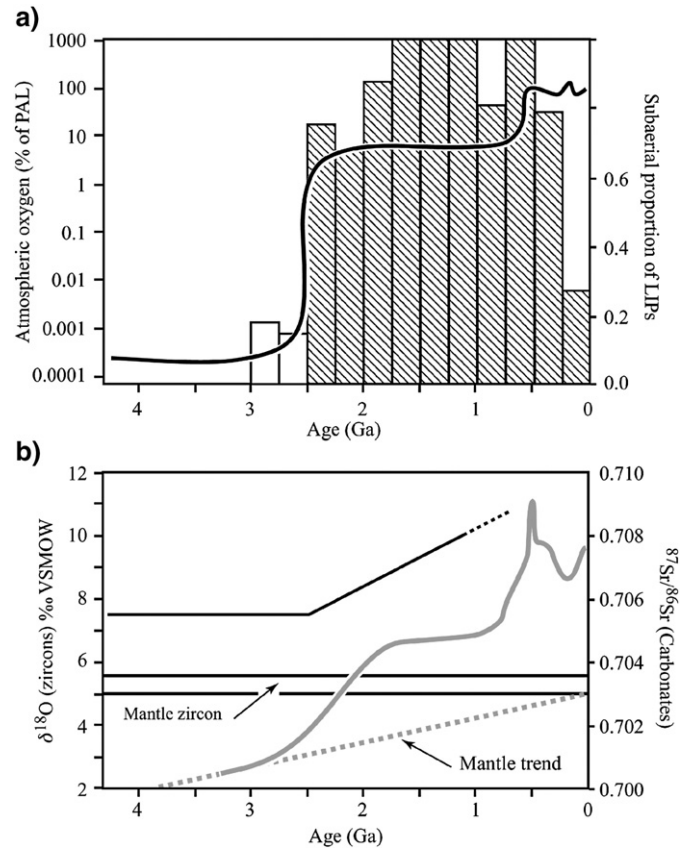 a)
Atmospheric oxygen (% of PAL)
1000
100
10
1
0.1
0.01
0.001
0.0001
0.6
0.4
0.2
0.0
Subaerial proportion of LIPs
4 3 2 1 0
Age (Ga)
b)
δ¹⁸O (zircons) ‰ VSMOW
12
10
8
6
4
2
Mantle zircon
Mantle trend
0.710
0.708
0.706
0.704
0.702
0.700
⁸⁷Sr/⁸⁶Sr (Carbonates)
4 3 2 1 0
Age (Ga)